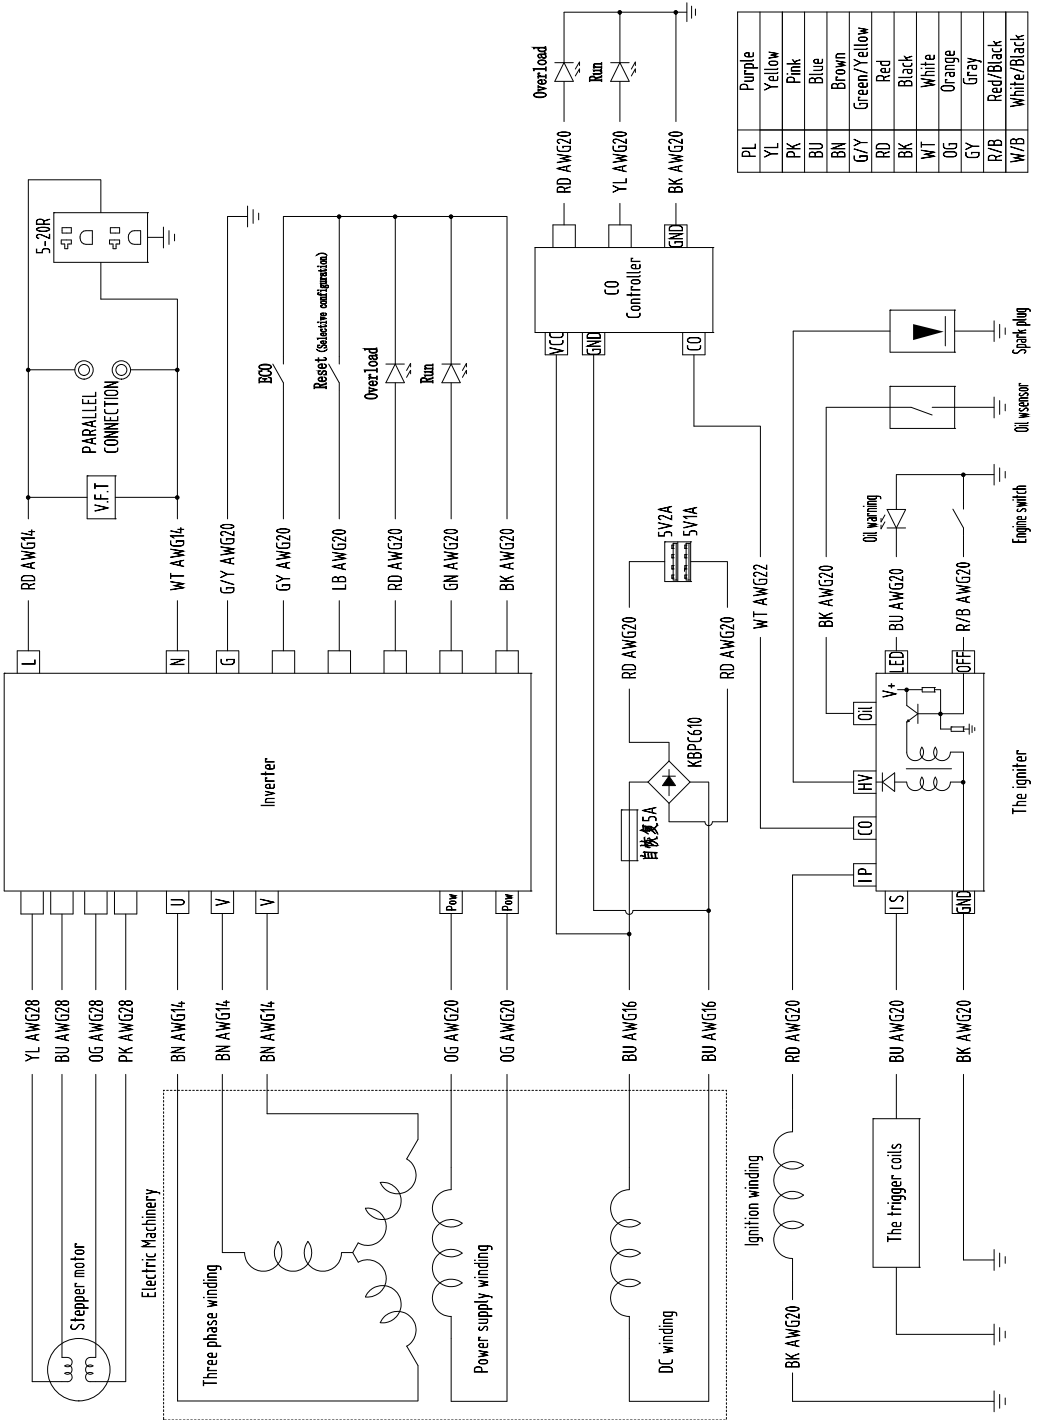 YL AWG28
BU AWG28
OG AWG28
PK AWG28
Stepper motor
Electric Machinery
BN AWG14
BN AWG14
BN AWG14
Three phase winding
OG AWG20
OG AWG20
Power supply winding
BU AWG16
BU AWG16
DC winding
U
V
V
Pow
Pow
Inverter
L
N
G
RD AWG14
WT AWG14
G/Y AWG20
GY AWG20
LB AWG20
RD AWG20
GN AWG20
BK AWG20
V.F.T
PARALLEL
CONNECTION
5-20R
ECO
Reset (Selective configuration)
Overload
Run
自恢复5A
KBPC610
RD AWG20
RD AWG20
5V2A
5V1A
VCC
GND
CO
CO
Controller
GND
RD AWG20
YL AWG20
BK AWG20
Overload
Run
Ignition winding
BK AWG20
RD AWG20
The trigger coils
BU AWG20
BK AWG20
IP
CO
HV
Oil
IS
GND
LED
OFF
V+
The igniter
WT AWG22
BK AWG20
BU AWG20
R/B AWG20
Oil warning
Engine switch
Oil wsensor
Spark plug
PL Purple
YL Yellow
PK Pink
BU Blue
BN Brown
G/Y Green/Yellow
RD Red
BK Black
WT White
OG Orange
GY Gray
R/B Red/Black
W/B White/Black